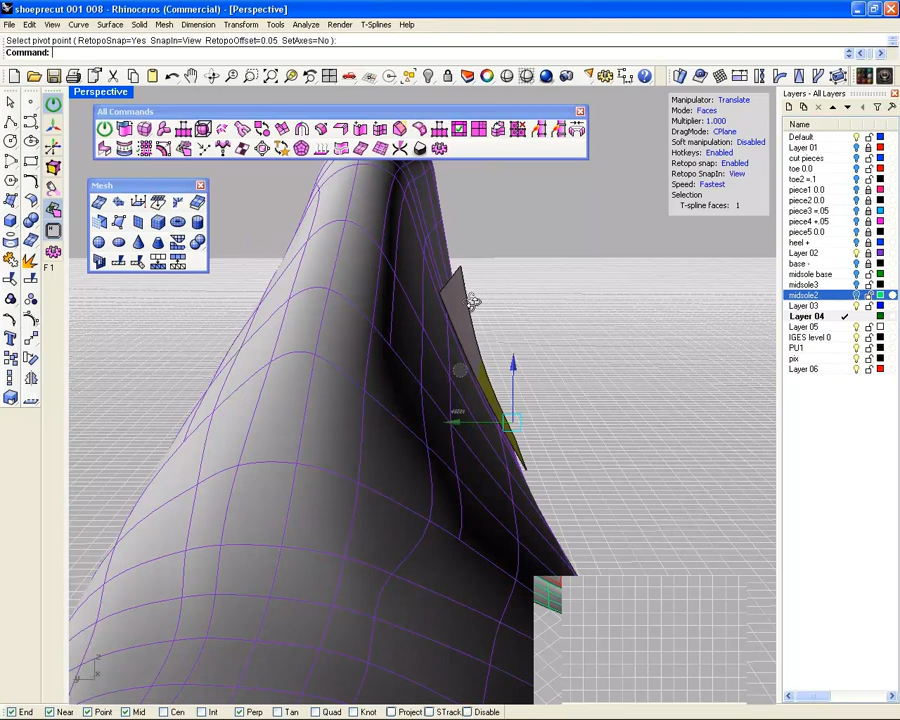 shoeprecut 001 008 - Rhinoceros (Commercial) - [Perspective]
File Edit View Curve Surface Solid Mesh Dimension Transform Tools Analyze Render T-Splines Help
Select pivot point ( RetopoSnap=Yes SnapIn=View RetopoOffset=0.05 SetAxes=No ):
Command:
Perspective
All Commands
Mesh
F1
Manipulator: Translate
Mode: Faces
Multiplier: 1.000
DragMode: CPlane
Soft manipulation: Disabled
Hotkeys: Enabled
Retopo snap: Enabled
Retopo SnapIn: View
Speed: Fastest
Selection
T-spline faces: 1
Layers - All Layers
Name
Default
Layer 01
cut pieces
toe 0.0
toe2 =.1
piece1 0.0
piece2 0.0
piece3 =.05
piece4 +.05
piece5 0.0
heel +
Layer 02
base -
midsole base
midsole3
midsole2
Layer 03
Layer 04
Layer 05
IGES level 0
PU1
pix
Layer 06
z
y
x
End Near Point Mid Cen Int Perp Tan Quad Knot Project STrack Disable